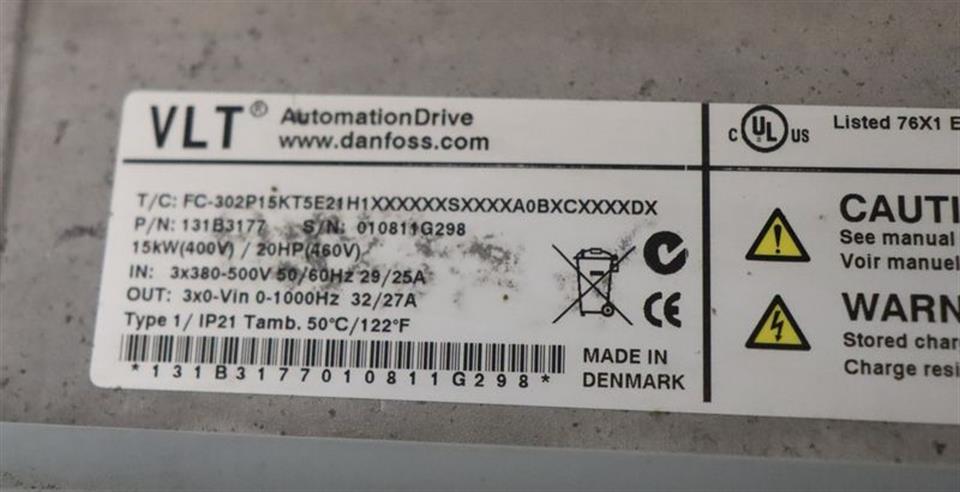 VLT® AutomationDrive
www.danfoss.com
T/C: FC-302P15KT5E21H1XXXXXXSXXXXA0BXCXXXXDX
P/N: 131B3177 S/N: 010811G298
15kW(400V) / 20HP(460V)
IN: 3x380-500V 50/60Hz 29/25A
OUT: 3x0-Vin 0-1000Hz 32/27A
Type 1/ IP21 Tamb. 50°C/122°F
*131B3177010811G298*
MADE IN
DENMARK
CE
C UL US
Listed 76X1 E
CAUTI
See manual
Voir manuel
WARN
Stored char
Charge resi